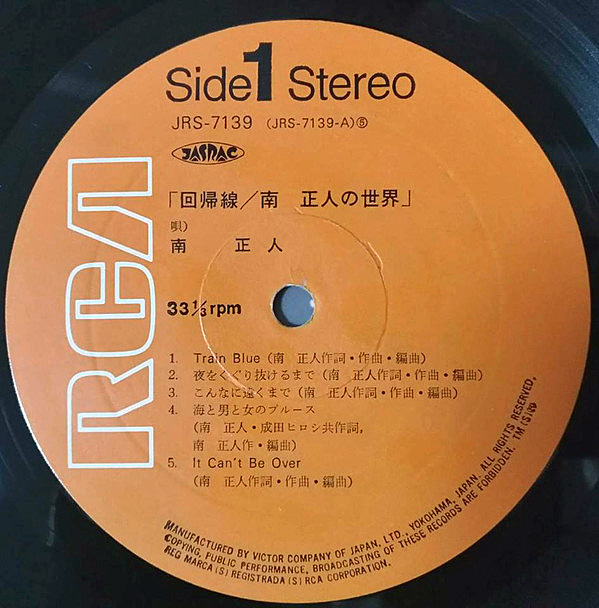 Side 1 Stereo
JRS-7139 (JRS-7139-A)⑤
JASRAC
RCA
「回帰線／南 正人の世界」
唄)
南 正人
33⅓rpm
1. Train Blue (南 正人作詞・作曲・編曲)
2. 夜をくぐり抜けるまで (南 正人作詞・作曲・編曲)
3. こんなに遠くまで (南 正人作詞・作曲・編曲)
4. 海と男と女のブルース
(南 正人・成田ヒロシ共作詞,
南 正人作・編曲)
5. It Can't Be Over
(南 正人作詞・作曲・編曲)
MANUFACTURED BY VICTOR COMPANY OF JAPAN, LTD., YOKOHAMA, JAPAN. ALL RIGHTS RESERVED,
COPYING, PUBLIC PERFORMANCE, BROADCASTING OF THESE RECORDS ARE FORBIDDEN. TM(S)®
REG MARCA(S) REGISTRADA(S) RCA CORPORATION.